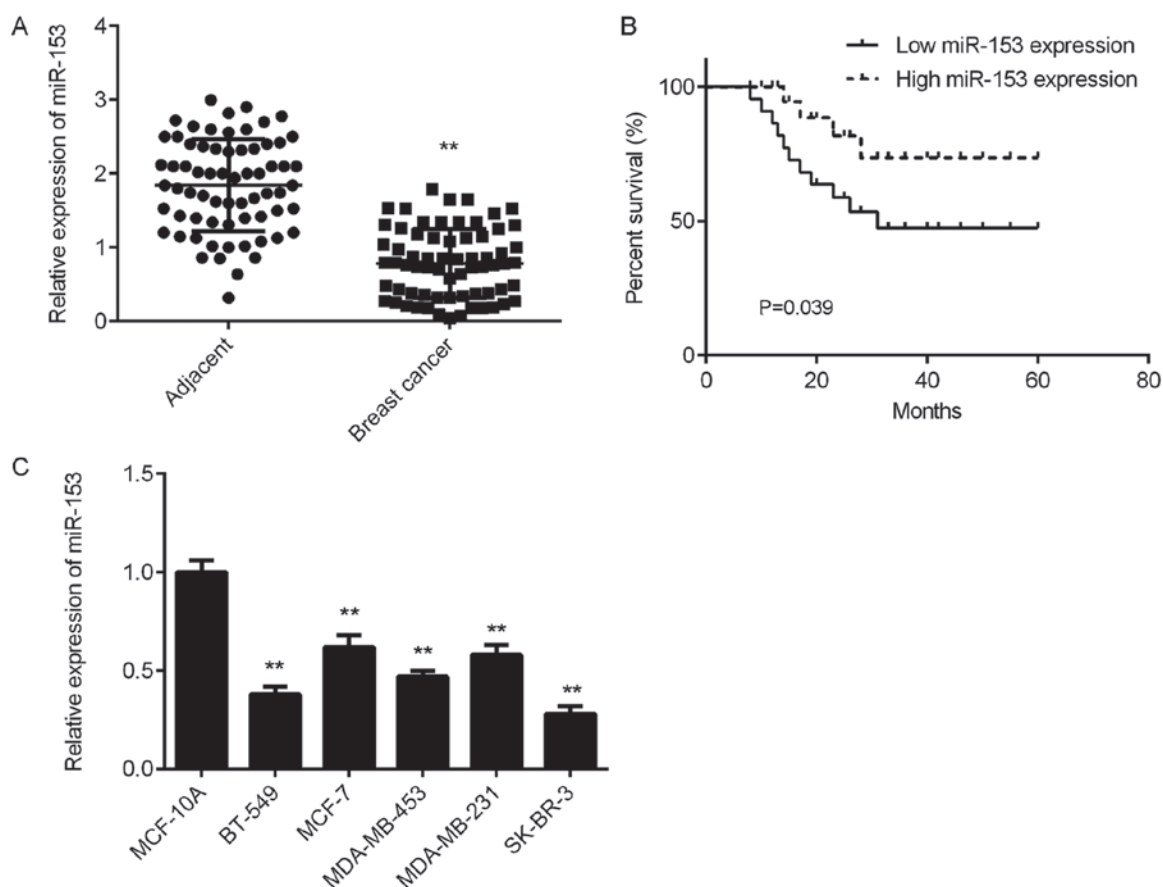 A
Relative expression of miR-153
4
3
2
1
0
**
Adjacent
Breast cancer
B
Low miR-153 expression
High miR-153 expression
Percent survival (%)
100
50
0
P=0.039
0 20 40 60 80
Months
C
Relative expression of miR-153
1.5
1.0
0.5
0.0
** ** ** ** **
MCF-10A
BT-549
MCF-7
MDA-MB-453
MDA-MB-231
SK-BR-3